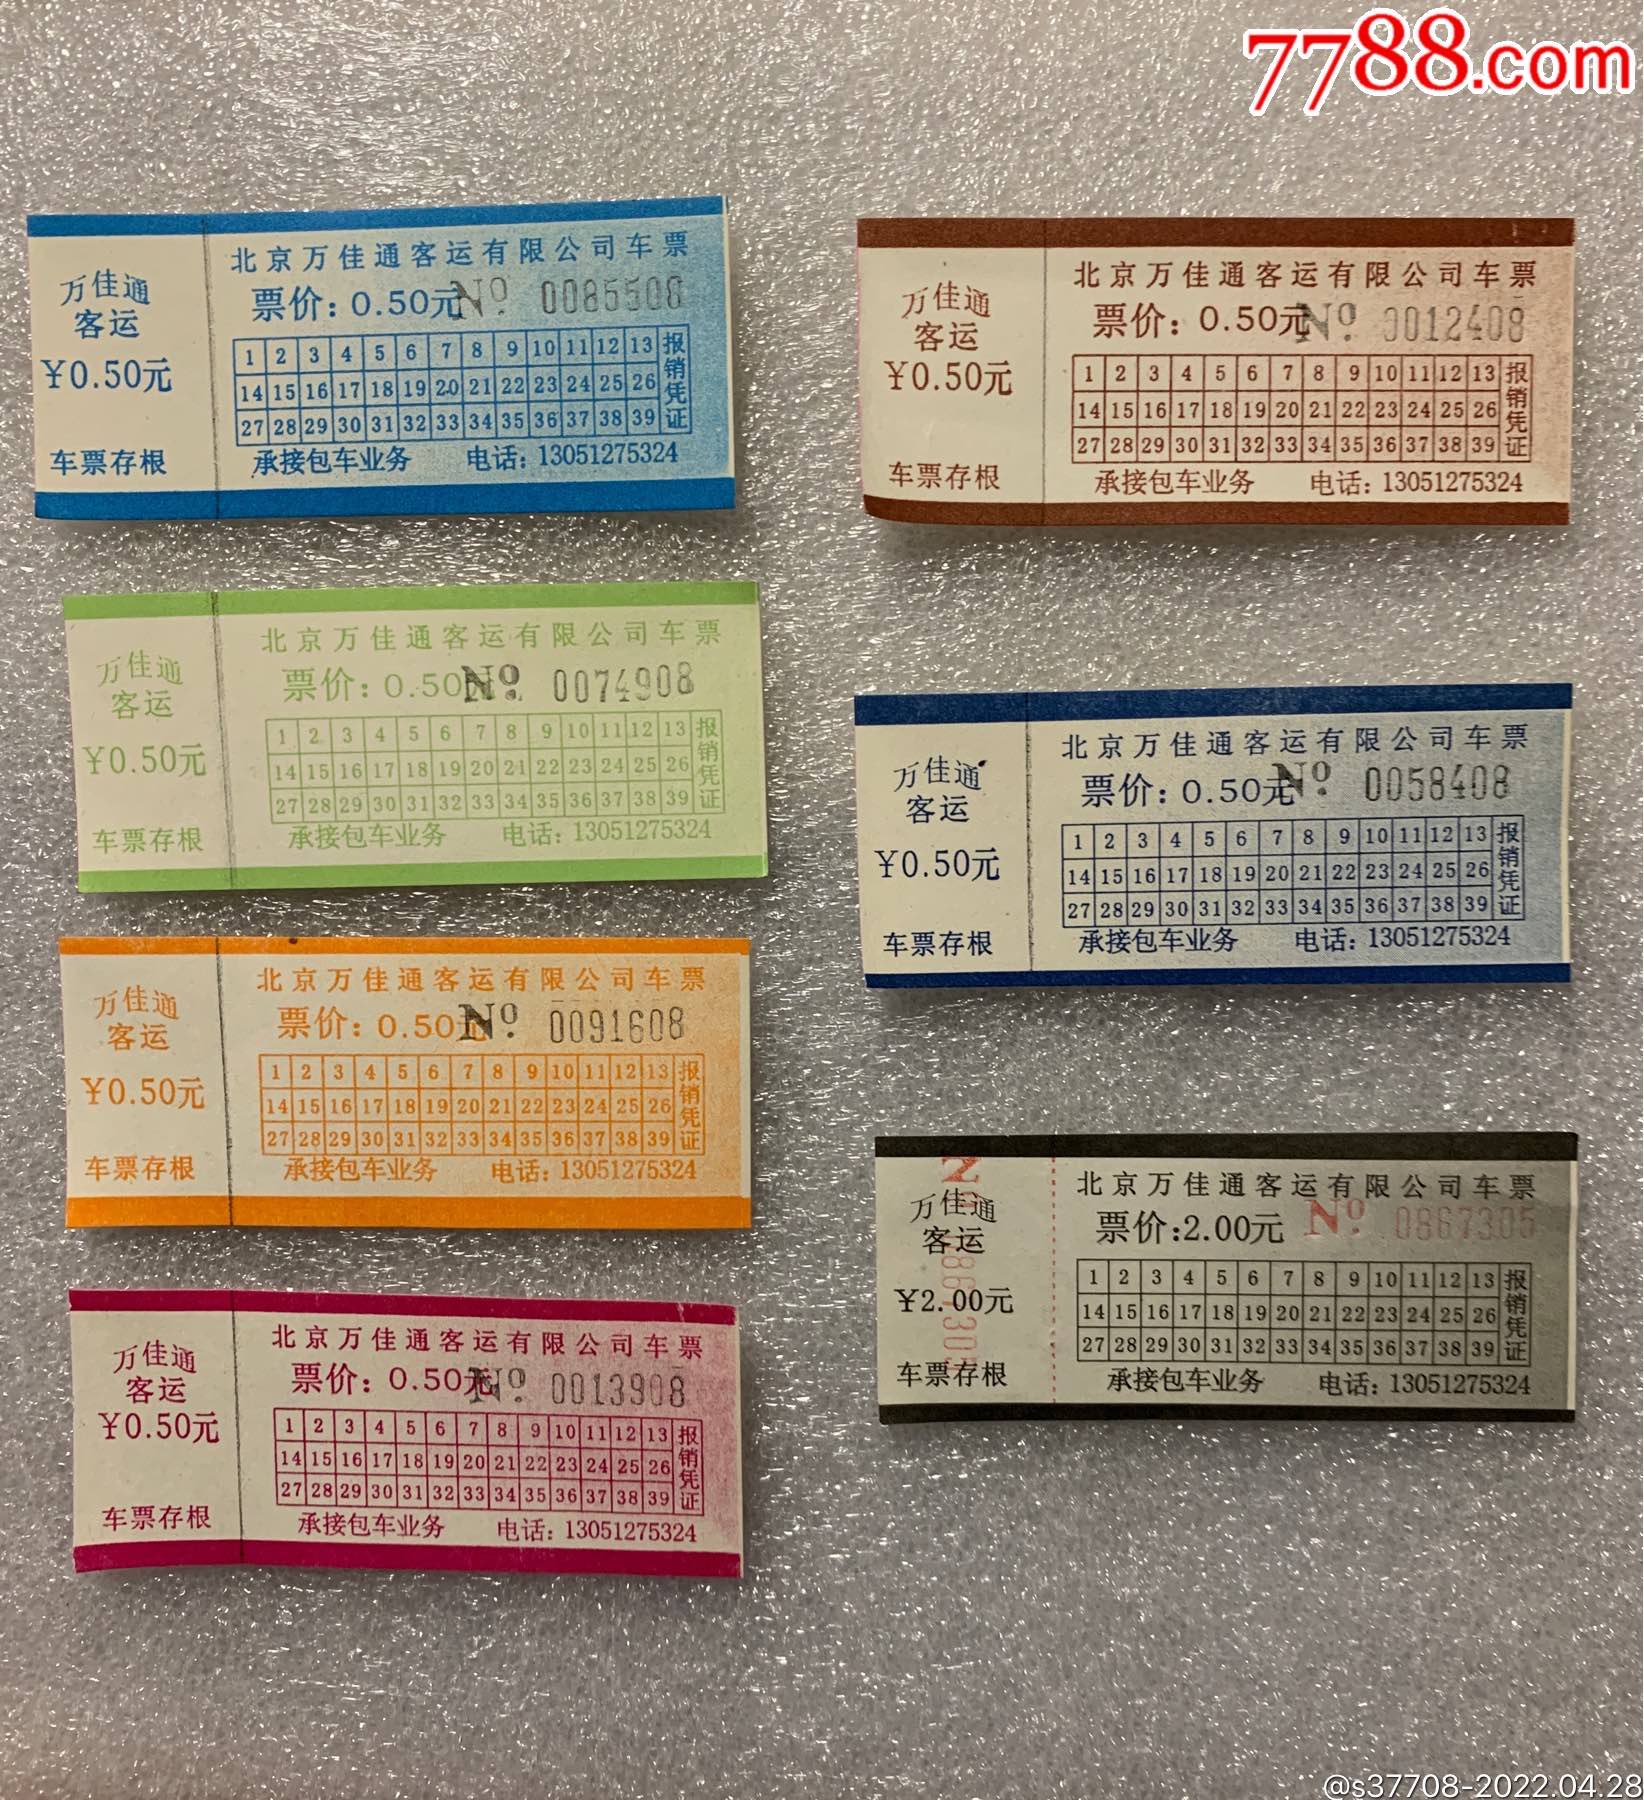 7788.com
万佳通
客运
¥0.50元
车票存根
北京万佳通客运有限公司车票
票价:0.50元 No 0085508
1 2 3 4 5 6 7 8 9 10 11 12 13
14 15 16 17 18 19 20 21 22 23 24 25 26
27 28 29 30 31 32 33 34 35 36 37 38 39
报销凭证
承接包车业务 电话:13051275324
万佳通
客运
¥0.50元
车票存根
北京万佳通客运有限公司车票
票价:0.50元 No 0012408
1 2 3 4 5 6 7 8 9 10 11 12 13
14 15 16 17 18 19 20 21 22 23 24 25 26
27 28 29 30 31 32 33 34 35 36 37 38 39
报销凭证
承接包车业务 电话:13051275324
万佳通
客运
¥0.50元
车票存根
北京万佳通客运有限公司车票
票价:0.50 No 0074908
1 2 3 4 5 6 7 8 9 10 11 12 13
14 15 16 17 18 19 20 21 22 23 24 25 26
27 28 29 30 31 32 33 34 35 36 37 38 39
报销凭证
承接包车业务 电话:13051275324
万佳通
客运
¥0.50元
车票存根
北京万佳通客运有限公司车票
票价:0.50元 No 0058408
1 2 3 4 5 6 7 8 9 10 11 12 13
14 15 16 17 18 19 20 21 22 23 24 25 26
27 28 29 30 31 32 33 34 35 36 37 38 39
报销凭证
承接包车业务 电话:13051275324
万佳通
客运
¥0.50元
车票存根
北京万佳通客运有限公司车票
票价:0.50元 No 0091608
1 2 3 4 5 6 7 8 9 10 11 12 13
14 15 16 17 18 19 20 21 22 23 24 25 26
27 28 29 30 31 32 33 34 35 36 37 38 39
报销凭证
承接包车业务 电话:13051275324
万佳通
客运
¥2.00元
车票存根
北京万佳通客运有限公司车票
票价:2.00元 No 0867305
1 2 3 4 5 6 7 8 9 10 11 12 13
14 15 16 17 18 19 20 21 22 23 24 25 26
27 28 29 30 31 32 33 34 35 36 37 38 39
报销凭证
承接包车业务 电话:13051275324
万佳通
客运
¥0.50元
车票存根
北京万佳通客运有限公司车票
票价:0.50元 No 0013908
1 2 3 4 5 6 7 8 9 10 11 12 13
14 15 16 17 18 19 20 21 22 23 24 25 26
27 28 29 30 31 32 33 34 35 36 37 38 39
报销凭证
承接包车业务 电话:13051275324
@s37708-2022.04.28